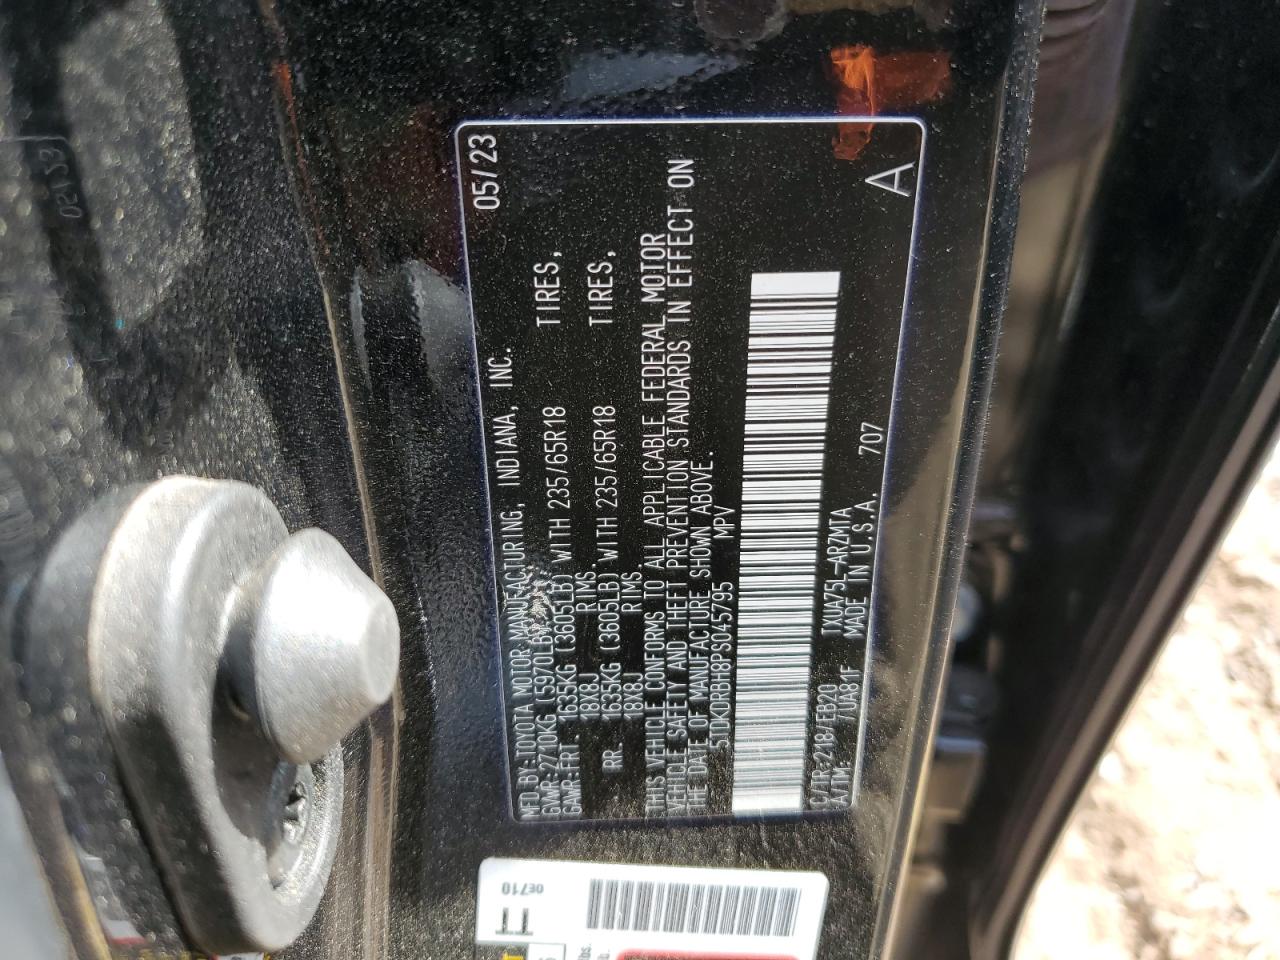 MFD BY: TOYOTA MOTOR MANUFACTURING, INDIANA, INC. 05/23
GVWR: 2710KG (5970LB)
GAWR: FRT. 1635KG (3605LB) WITH 235/65R18 TIRES,
18X8J RIMS,
RR. 1635KG (3605LB) WITH 235/65R18 TIRES,
18X8J RIMS.
THIS VEHICLE CONFORMS TO ALL APPLICABLE FEDERAL MOTOR
VEHICLE SAFETY AND THEFT PREVENTION STANDARDS IN EFFECT ON
THE DATE OF MANUFACTURE SHOWN ABOVE.
5TDKDRBH8PS045795 MPV
C/TR: 218/EB20 TXUA75L-ARZMTA
A/TM: /UA81F MADE IN U.S.A. 707
A
0E710